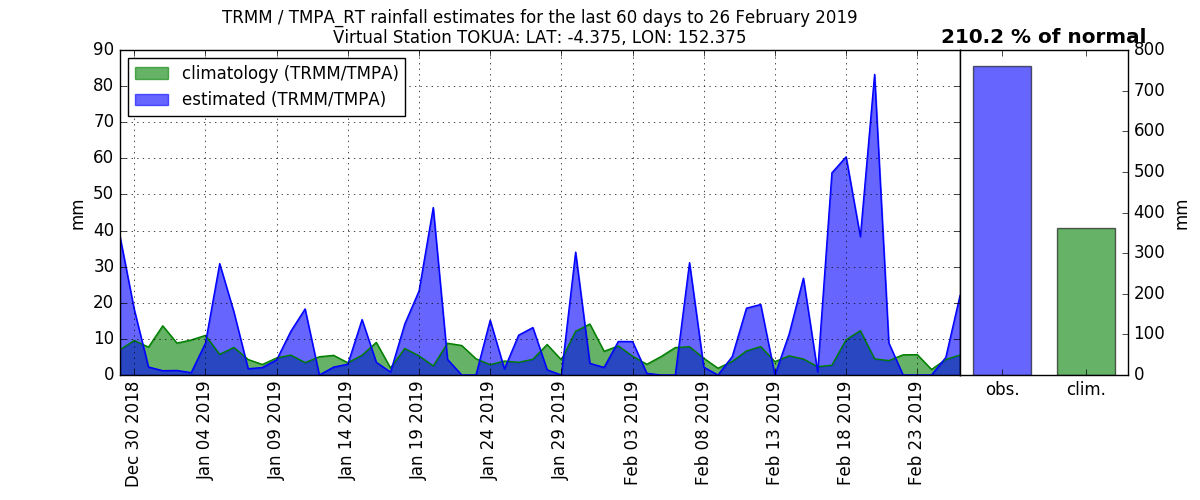 TRMM / TMPA_RT rainfall estimates for the last 60 days to 26 February 2019
Virtual Station TOKUA: LAT: -4.375, LON: 152.375
210.2 % of normal
climatology (TRMM/TMPA)
estimated (TRMM/TMPA)
mm
90
80
70
60
50
40
30
20
10
0
Dec 30 2018
Jan 04 2019
Jan 09 2019
Jan 14 2019
Jan 19 2019
Jan 24 2019
Jan 29 2019
Feb 03 2019
Feb 08 2019
Feb 13 2019
Feb 18 2019
Feb 23 2019
obs.
clim.
800
700
600
500
400
300
200
100
0
mm